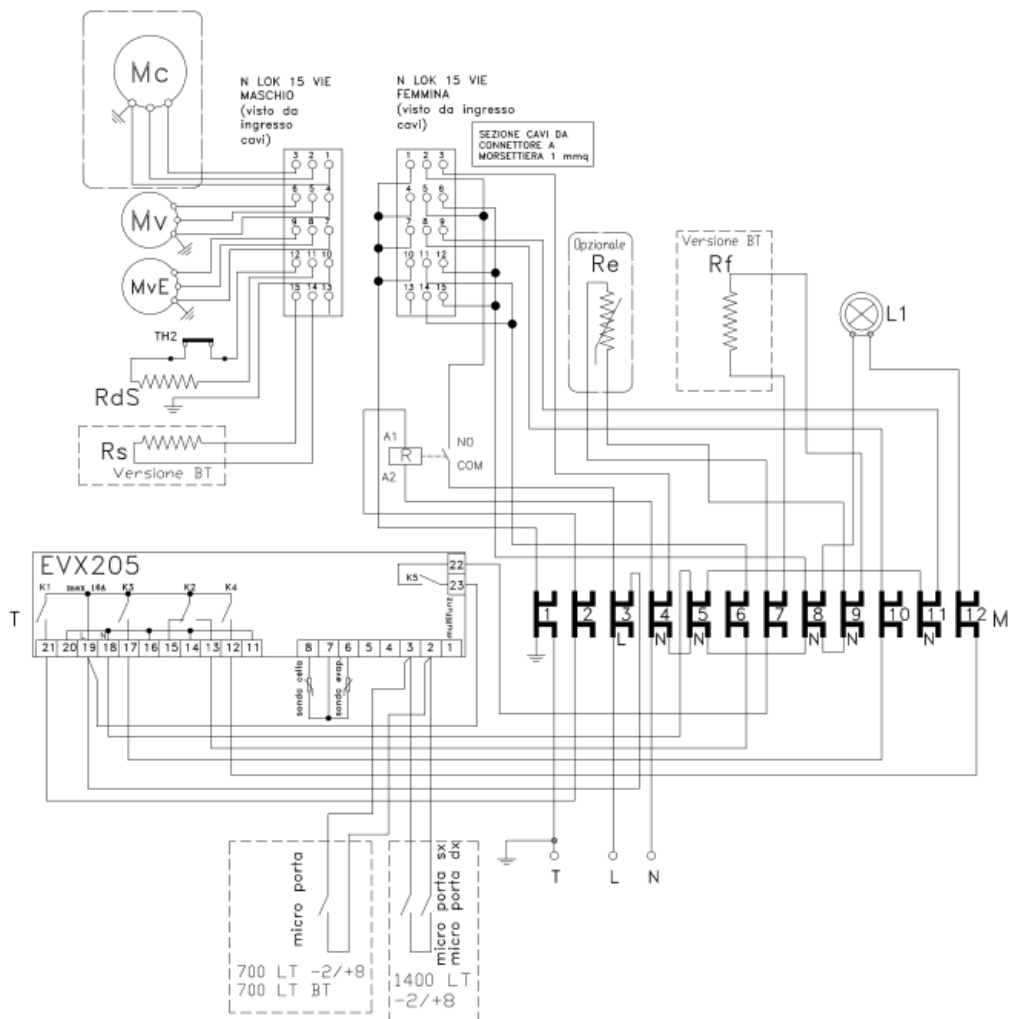 Mc
N LOK 15 VIE
MASCHIO
(visto da
ingresso
cavi)
N LOK 15 VIE
FEMMINA
(visto da ingresso
cavi)
SEZIONE CAVI DA
CONNETTORE A
MORSETTIERA 1 mmq
3 2 1
6 5 4
9 8 7
12 11 10
15 14 13
1 2 3
4 5 6
7 8 9
10 11 12
13 14 15
Mv
MvE
TH2
RdS
Rs
Versione BT
Opzionale
Re
Versione BT
Rf
L1
A1
R
A2
NO
COM
EVX205
T
K1 max 10A K3 K2 K4
K5
22
23
multifunz
L N
21 20 19 18 17 16 15 14 13 12 11
8 7 6 5 4 3 2 1
sonda cella
sonda evap
1 2 3 4 5 6 7 8 9 10 11 12 M
L N N N N N
T L N
micro porta
700 LT -2/+8
700 LT BT
micro porta sx
micro porta dx
1400 LT
-2/+8